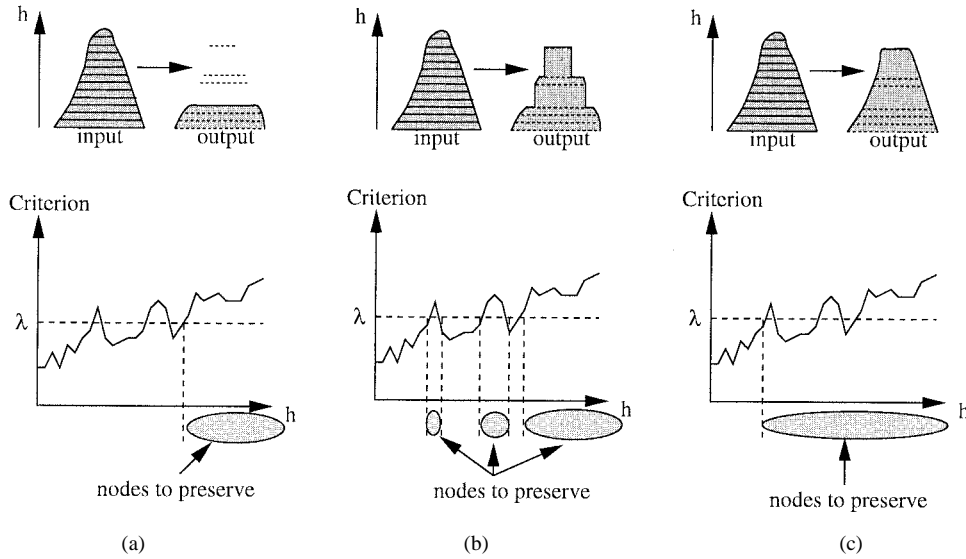 h
input
output
Criterion
λ
h
nodes to preserve
(a)
h
input
output
Criterion
λ
h
nodes to preserve
(b)
h
input
output
Criterion
λ
h
nodes to preserve
(c)